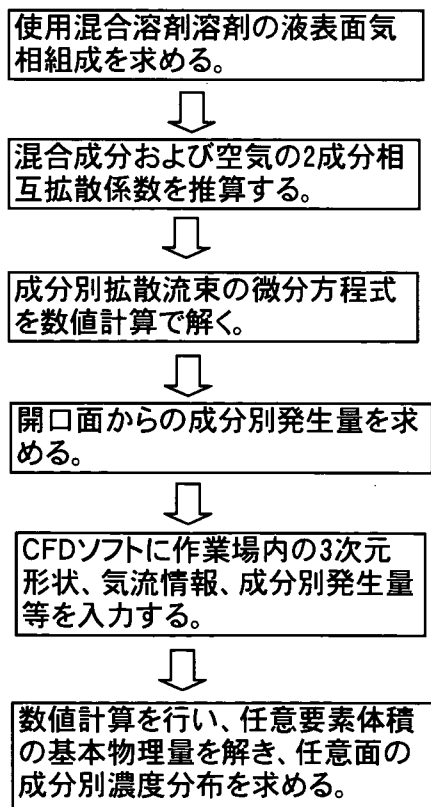 使用混合溶剤溶剤の液表面気
相組成を求める。
混合成分および空気の2成分相
互拡散係数を推算する。
成分別拡散流束の微分方程式
を数値計算で解く。
開口面からの成分別発生量を求
める。
CFDソフトに作業場内の3次元
形状、気流情報、成分別発生量
等を入力する。
数値計算を行い、任意要素体積
の基本物理量を解き、任意面の
成分別濃度分布を求める。